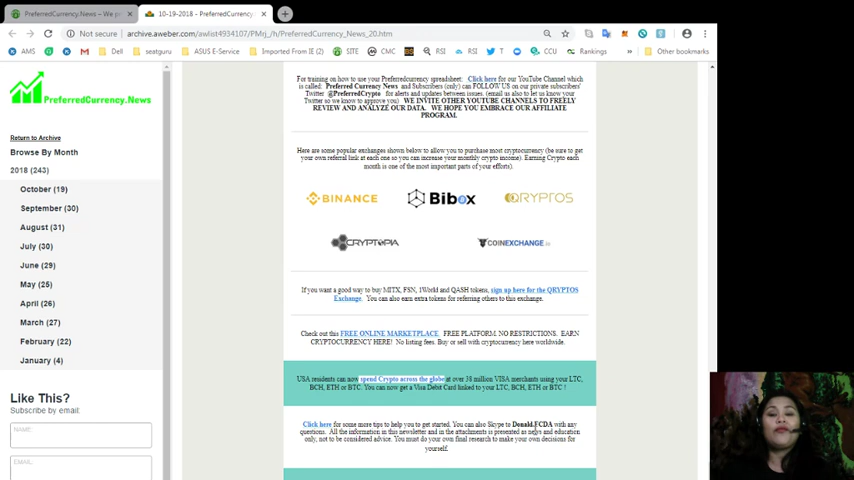 PreferredCurrency.News – We p
10-19-2018 - PreferredCurrency
Not secure
archive.aweber.com/awlist4934107/PMrj_/h/PreferredCurrency_News_20.htm
AMS
Dell
seatguru
ASUS E-Service
Imported From IE (2)
SITE
CMC
RSI
RSI
T
CCU
Rankings
Other bookmarks
PreferredCurrency.News
Return to Archive
Browse By Month
2018 (243)
October (19)
September (30)
August (31)
July (30)
June (29)
May (25)
April (26)
March (27)
February (22)
January (4)
Like This?
Subscribe by email:
NAME:
EMAIL:
For training on how to use your Preferredcurrency spreadsheet: Click here for our YouTube Channel which
is called: Preferred Currency News and Subscribers (only) can FOLLOW US on our private subscribers'
Twitter @PreferredCrypto for alerts and updates between issues. (email us also to let us know your
Twitter so we know to approve you) WE INVITE OTHER YOUTUBE CHANNELS TO FREELY
REVIEW AND ANALYZE OUR DATA. WE HOPE YOU EMBRACE OUR AFFILIATE
PROGRAM.
Here are some popular exchanges shown below to allow you to purchase most cryptocurrency (be sure to get
your own referral link at each one so you can increase your monthly crypto income). Earning Crypto each
month is one of the most important parts of your efforts).
BINANCE
Bibox
QRYPTOS
CRYPTOPIA
COINEXCHANGE
If you want a good way to buy MITX, FSN, 1World and QASH tokens, sign up here for the QRYPTOS
Exchange. You can also earn extra tokens for referring others to this exchange.
Check out this FREE ONLINE MARKETPLACE FREE PLATFORM. NO RESTRICTIONS. EARN
CRYPTOCURRENCY HERE! No listing fees. Buy or sell with cryptocurrency here worldwide.
USA residents can now spend Crypto across the globe at over 38 million VISA merchants using your LTC,
BCH, ETH or BTC. You can now get a Visa Debit Card linked to your LTC, BCH, ETH or BTC !
Click here for some more tips to help you to get started. You can also Skype to Donald.FCDA with any
questions. All the information in this newsletter and in the attachments is presented as news and education
only, not to be considered advice. You must do your own final research to make your own decisions for
yourself.